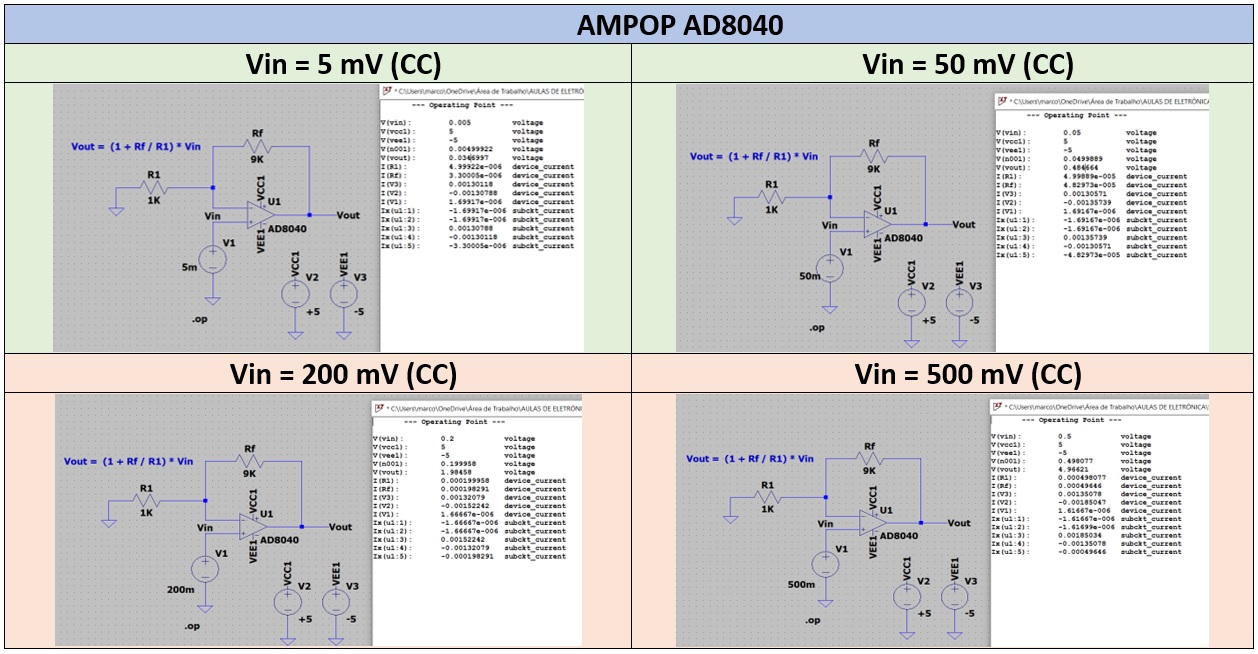 AMPOP AD8040
Vin = 5 mV (CC)
Vout = (1 + Rf / R1) * Vin
Rf
9K
R1
1K
VCC1
U1
Vin
Vout
VEE1
AD8040
V1
5m
VCC1
V2
+5
VEE1
V3
-5
.op
* C:\Users\marco\OneDrive\Área de Trabalho\AULAS DE ELETRÔ
--- Operating Point ---
V(vin): 0.005 voltage
V(vcc1): 5 voltage
V(vee1): -5 voltage
V(n001): 0.00499922 voltage
V(vout): voltage
I(R1): 4.99922e-006 device_current
I(Rf): 3.30005e-006 device_current
I(V3): 0.00130118 device_current
I(V2): -0.00130788 device_current
I(V1): 1.69917e-006 device_current
Ix(u1:1): -1.69917e-006 subckt_current
Ix(u1:2): -1.69917e-006 subckt_current
Ix(u1:3): 0.00130788 subckt_current
Ix(u1:4): -0.00130118 subckt_current
Ix(u1:5): -3.30005e-006 subckt_current
Vin = 50 mV (CC)
Vout = (1 + Rf / R1) * Vin
Rf
9K
R1
1K
VCC1
U1
Vin
Vout
VEE1
AD8040
V1
50m
VCC1
V2
+5
VEE1
V3
-5
.op
* C:\Users\marco\OneDrive\Área de Trabalho\AULAS DE ELETRÔNICA
--- Operating Point ---
V(vin): 0.05 voltage
V(vcc1): 5 voltage
V(vee1): -5 voltage
V(n001): 0.0499889 voltage
V(vout): voltage
I(R1): 4.99889e-005 device_current
I(Rf): 4.82973e-005 device_current
I(V3): 0.00130571 device_current
I(V2): -0.00135739 device_current
I(V1): 1.69167e-006 device_current
Ix(u1:1): -1.69167e-006 subckt_current
Ix(u1:2): -1.69167e-006 subckt_current
Ix(u1:3): 0.00135739 subckt_current
Ix(u1:4): -0.00130571 subckt_current
Ix(u1:5): -4.82973e-005 subckt_current
Vin = 200 mV (CC)
Vout = (1 + Rf / R1) * Vin
Rf
9K
R1
1K
VCC1
U1
Vin
Vout
VEE1
AD8040
V1
200m
VCC1
V2
+5
VEE1
V3
-5
.op
* C:\Users\marco\OneDrive\Área de Trabalho\AULAS DE ELETRÔNI
--- Operating Point ---
V(vin): 0.2 voltage
V(vcc1): 5 voltage
V(vee1): -5 voltage
V(n001): 0.199958 voltage
V(vout): 1.98458 voltage
I(R1): 0.000199958 device_current
I(Rf): 0.000198291 device_current
I(V3): 0.00132079 device_current
I(V2): -0.00152242 device_current
I(V1): 1.66667e-006 device_current
Ix(u1:1): -1.66667e-006 subckt_current
Ix(u1:2): -1.66667e-006 subckt_current
Ix(u1:3): 0.00152242 subckt_current
Ix(u1:4): -0.00132079 subckt_current
Ix(u1:5): -0.000198291 subckt_current
Vin = 500 mV (CC)
Vout = (1 + Rf / R1) * Vin
Rf
9K
R1
1K
VCC1
U1
Vin
Vout
VEE1
AD8040
V1
500m
VCC1
V2
+5
VEE1
V3
-5
.op
* C:\Users\marco\OneDrive\Área de Trabalho\AULAS DE ELETRÔNICA\
--- Operating Point ---
V(vin): 0.5 voltage
V(vcc1): 5 voltage
V(vee1): -5 voltage
V(n001): 0.498077 voltage
V(vout): 4.96621 voltage
I(R1): 0.000498077 device_current
I(Rf): 0.00049646 device_current
I(V3): 0.00135078 device_current
I(V2): -0.00185047 device_current
I(V1): 1.61667e-006 device_current
Ix(u1:1): -1.61667e-006 subckt_current
Ix(u1:2): -1.61699e-006 subckt_current
Ix(u1:3): 0.00185034 subckt_current
Ix(u1:4): -0.00135078 subckt_current
Ix(u1:5): -0.00049646 subckt_current